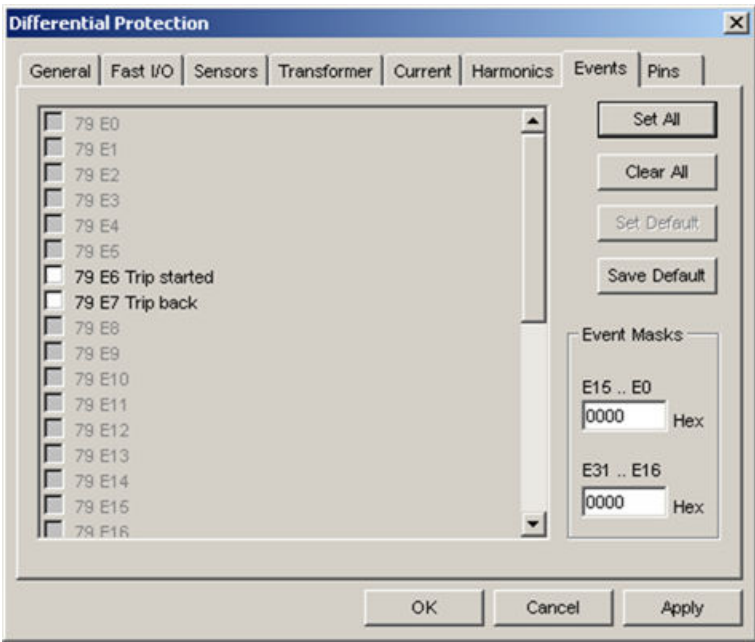 Differential Protection
General Fast I/O Sensors Transformer Current Harmonics Events Pins
79 E0
79 E1
79 E2
79 E3
79 E4
79 E5
79 E6 Trip started
79 E7 Trip back
79 E8
79 E9
79 E10
79 E11
79 E12
79 E13
79 E14
79 E15
79 E16
Set All
Clear All
Set Default
Save Default
Event Masks
E15 .. E0
0000 Hex
E31 .. E16
0000 Hex
OK Cancel Apply